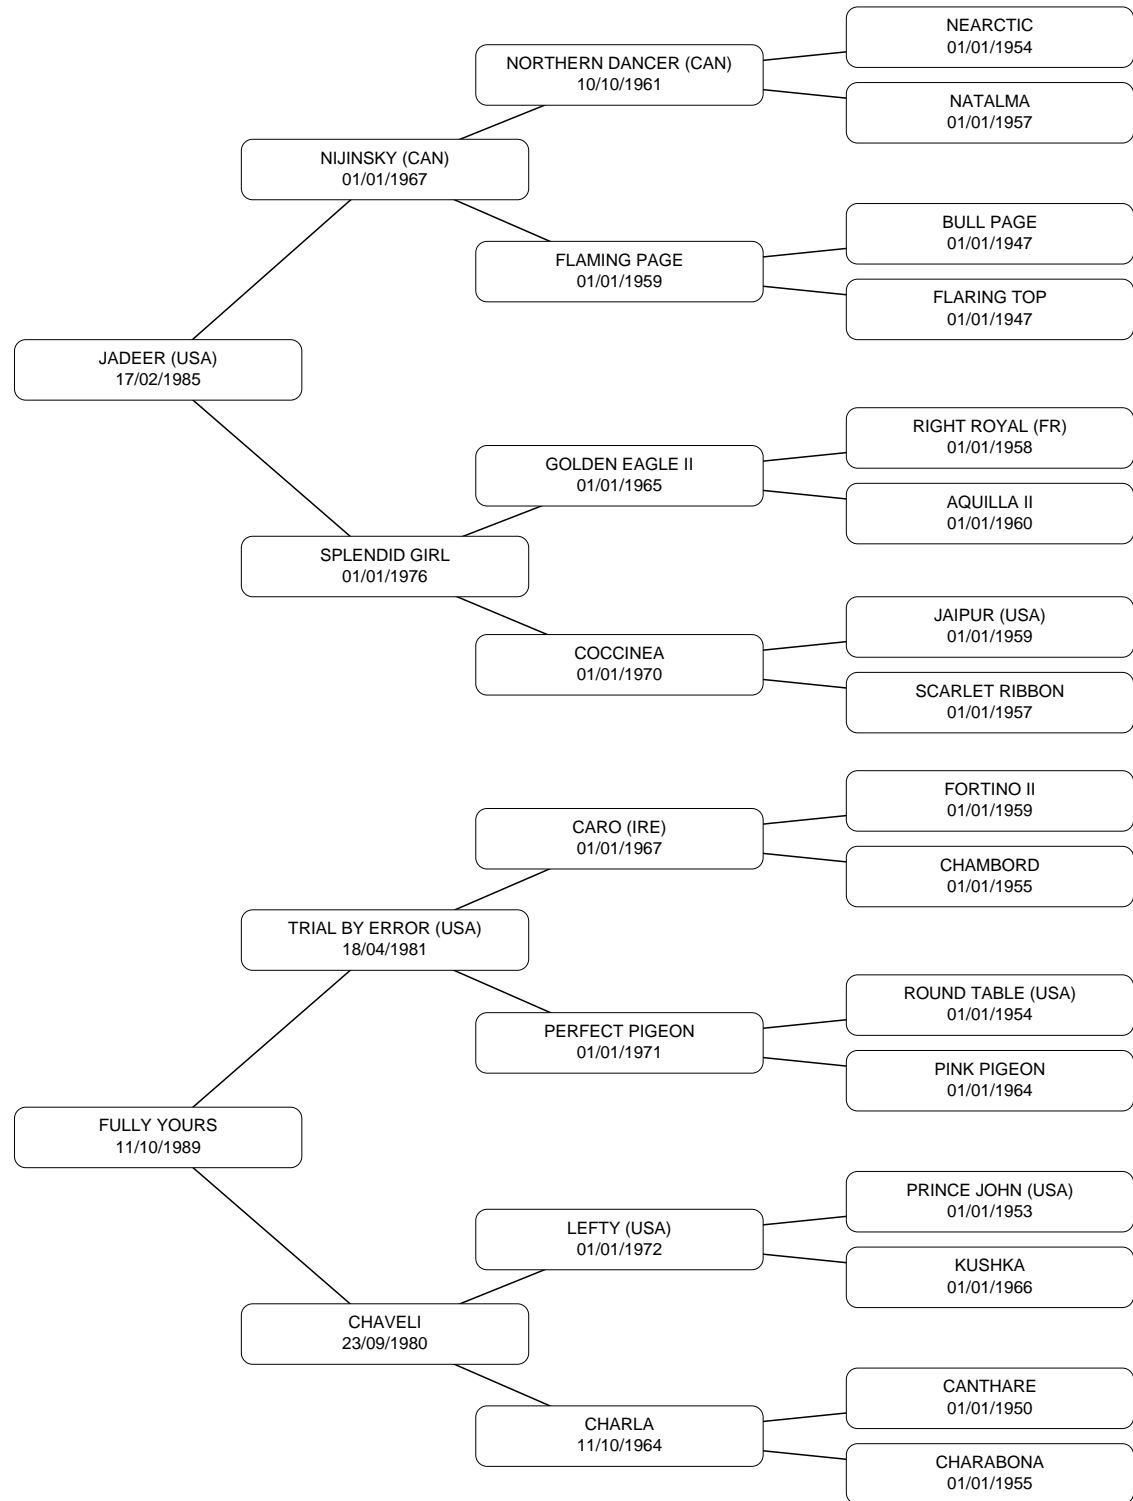 NEARCTIC
01/01/1954
NORTHERN DANCER (CAN)
10/10/1961
NATALMA
01/01/1957
NIJINSKY (CAN)
01/01/1967
BULL PAGE
01/01/1947
FLAMING PAGE
01/01/1959
FLARING TOP
01/01/1947
JADEER (USA)
17/02/1985
RIGHT ROYAL (FR)
01/01/1958
GOLDEN EAGLE II
01/01/1965
AQUILLA II
01/01/1960
SPLENDID GIRL
01/01/1976
JAIPUR (USA)
01/01/1959
COCCINEA
01/01/1970
SCARLET RIBBON
01/01/1957
FORTINO II
01/01/1959
CARO (IRE)
01/01/1967
CHAMBORD
01/01/1955
TRIAL BY ERROR (USA)
18/04/1981
ROUND TABLE (USA)
01/01/1954
PERFECT PIGEON
01/01/1971
PINK PIGEON
01/01/1964
FULLY YOURS
11/10/1989
PRINCE JOHN (USA)
01/01/1953
LEFTY (USA)
01/01/1972
KUSHKA
01/01/1966
CHAVELI
23/09/1980
CANTHARE
01/01/1950
CHARLA
11/10/1964
CHARABONA
01/01/1955